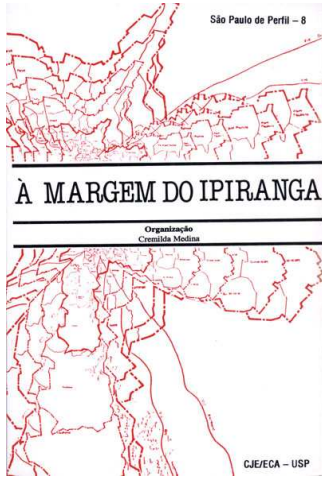 São Paulo de Perfil – 8
À MARGEM DO IPIRANGA
Organização
Cremilda Medina
CJE/ECA – USP